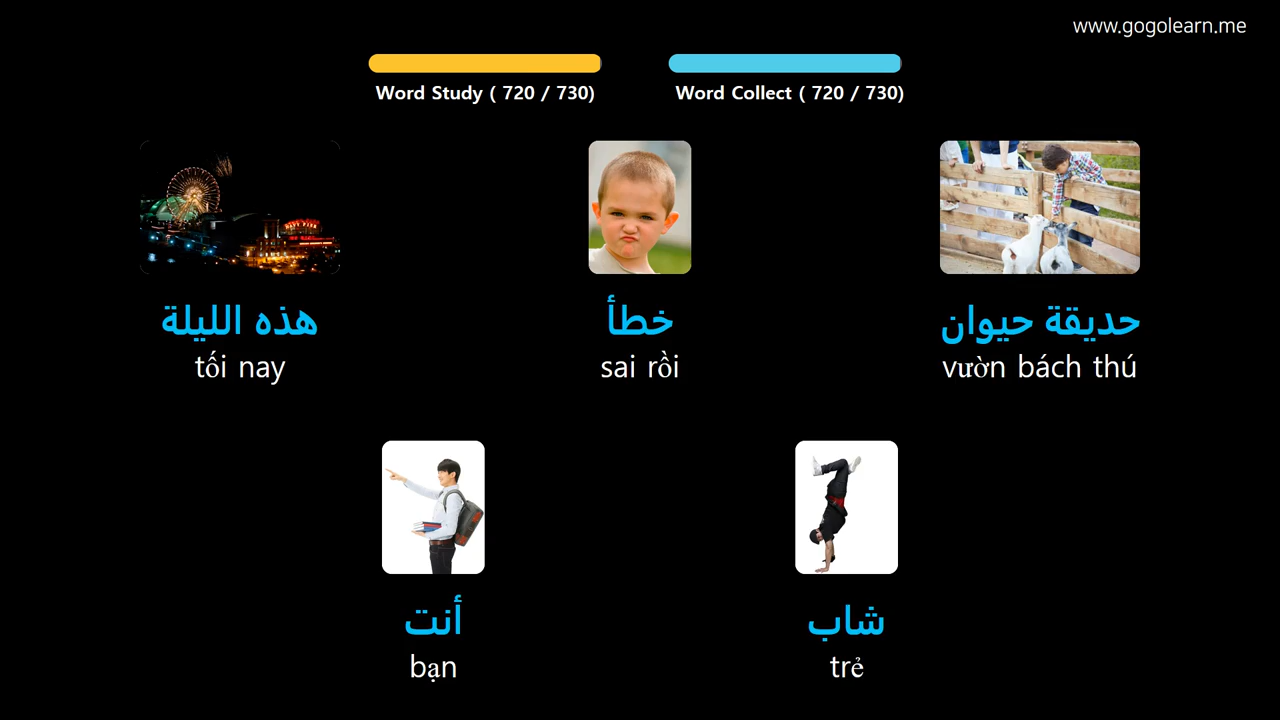 www.gogolearn.me
Word Study ( 720 / 730)
Word Collect ( 720 / 730)
هذه الليلة
tối nay
خطأ
sai rồi
حديقة حيوان
vườn bách thú
أنت
bạn
شاب
trẻ